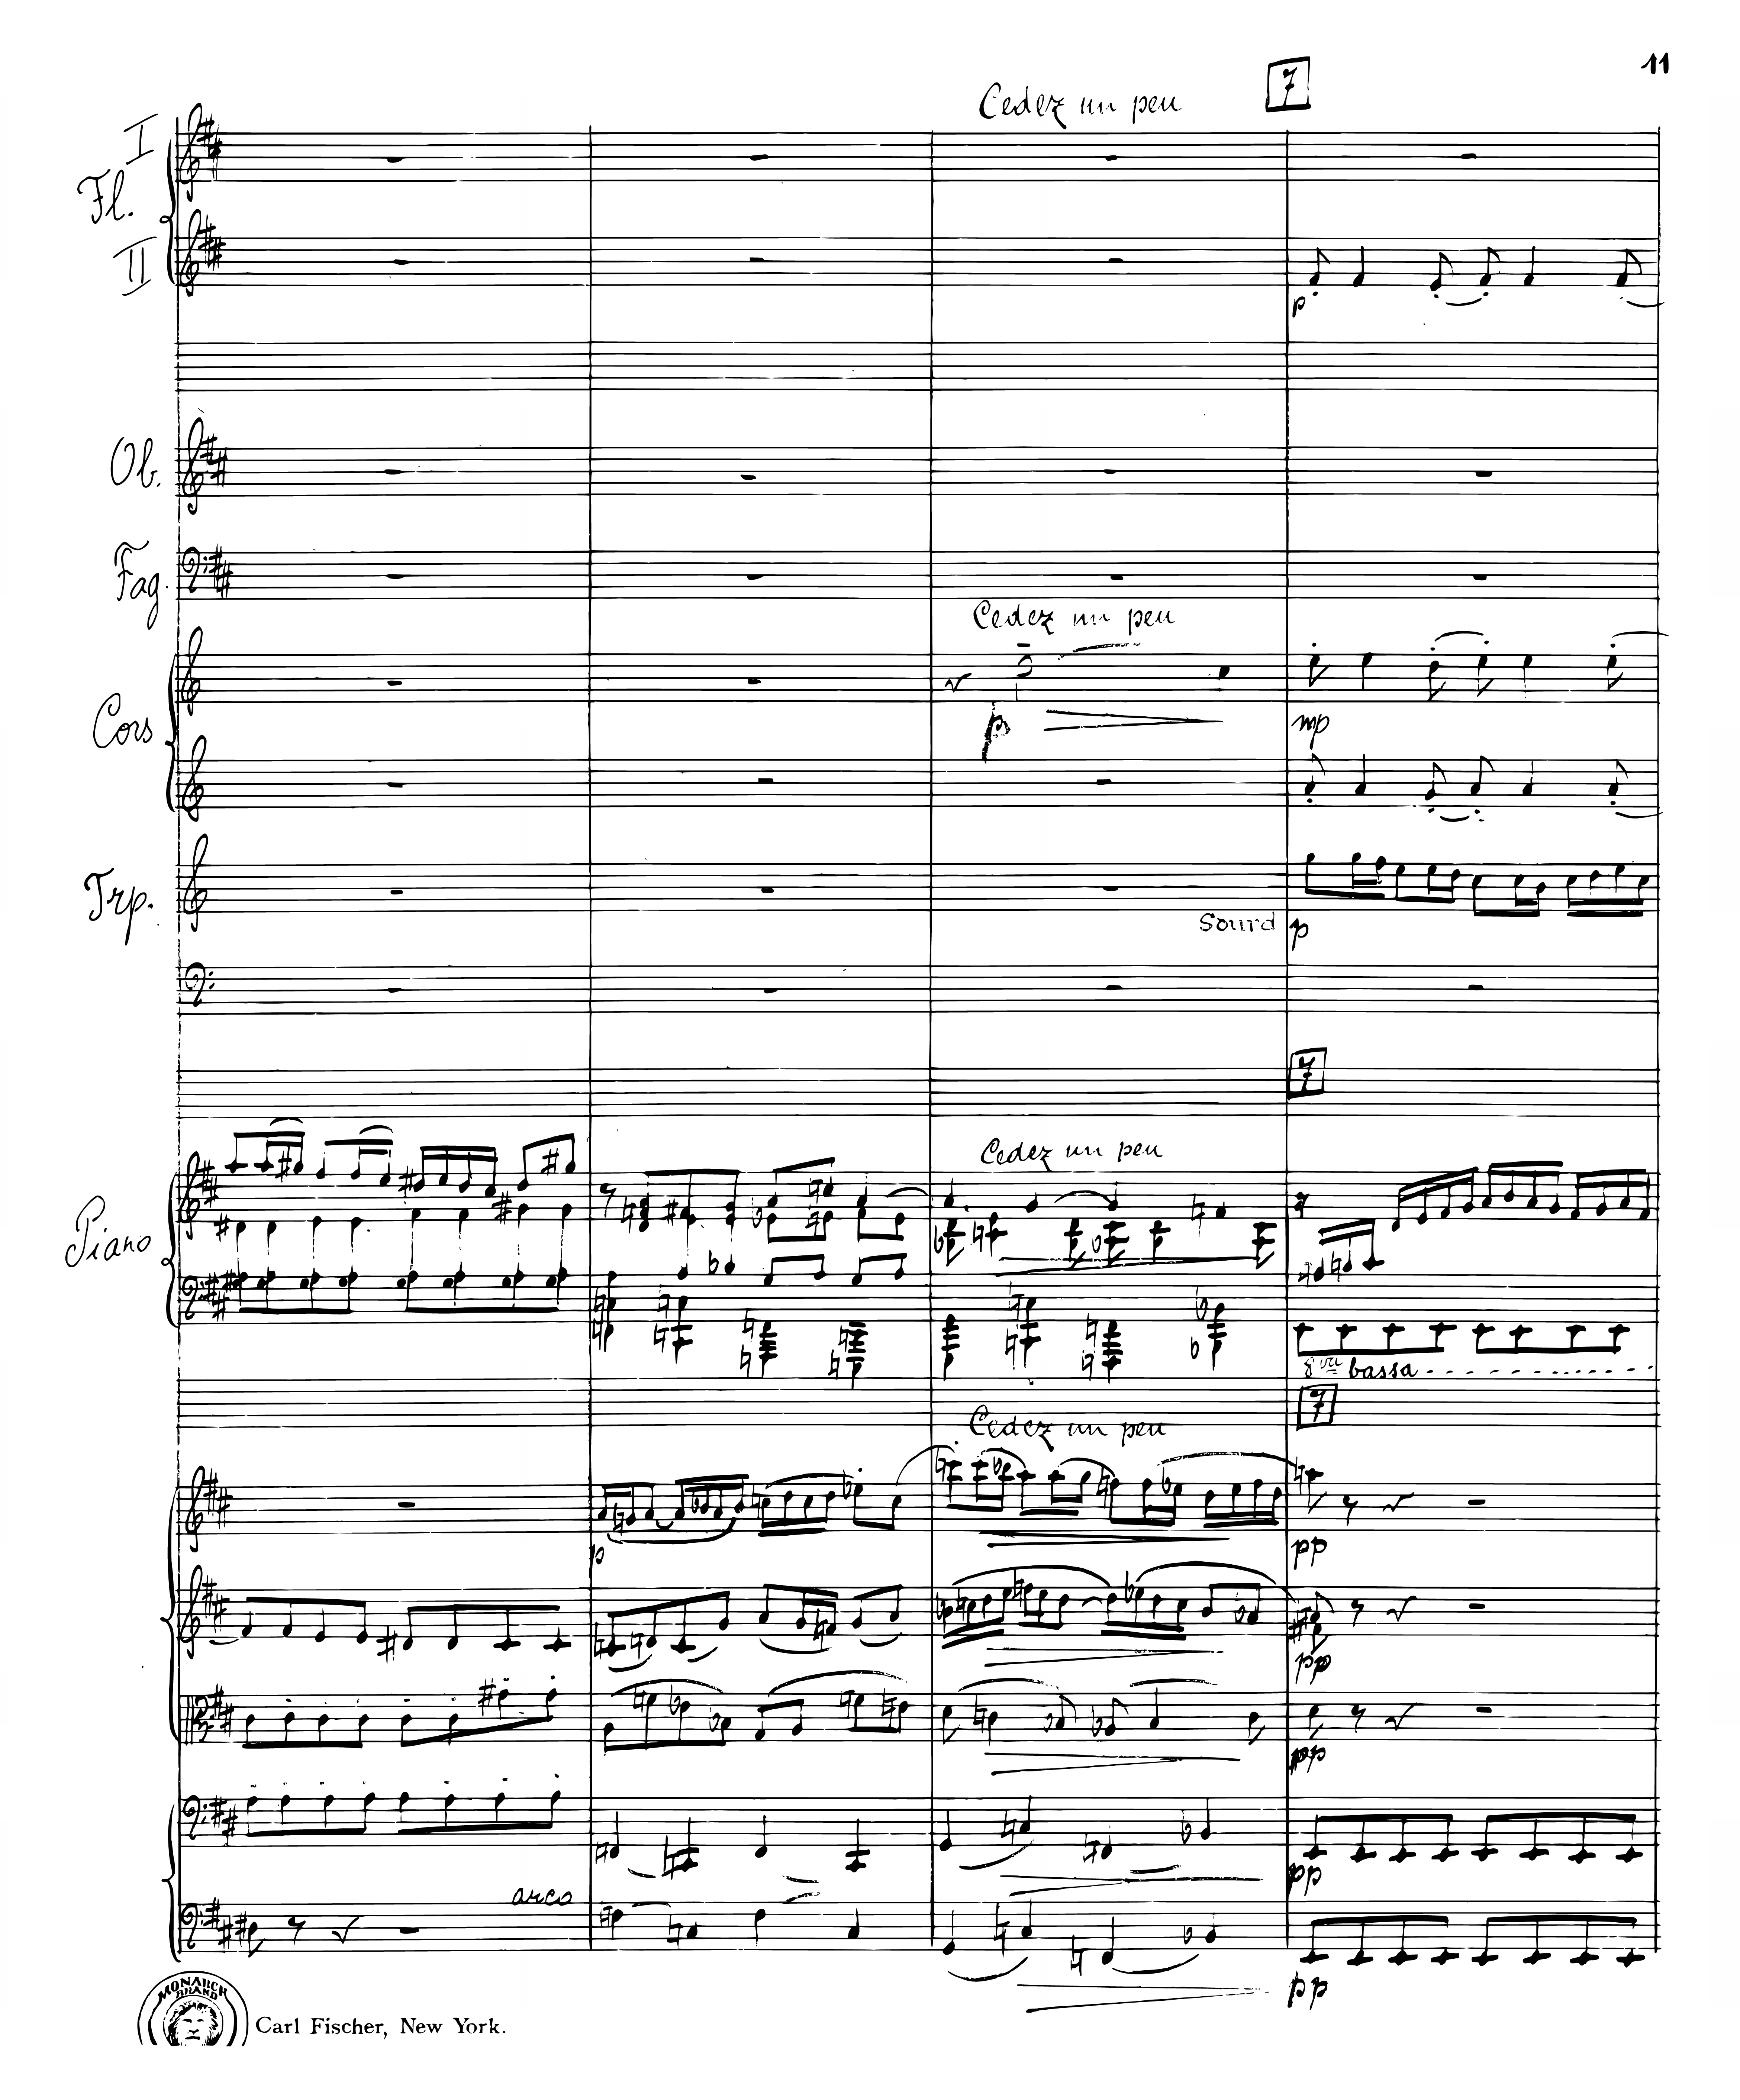 11
Cedez un peu 7
I
Fl.
II
p
Ob.
Fag.
Cedez un peu
Cors
p mp
Trp.
Sourd p
7
Cedez un peu
Piano
8va bassa
7
Cedez un peu
p pp
pp
pp
pp
arco
pp
MONARCH
BRAND
Carl Fischer, New York.